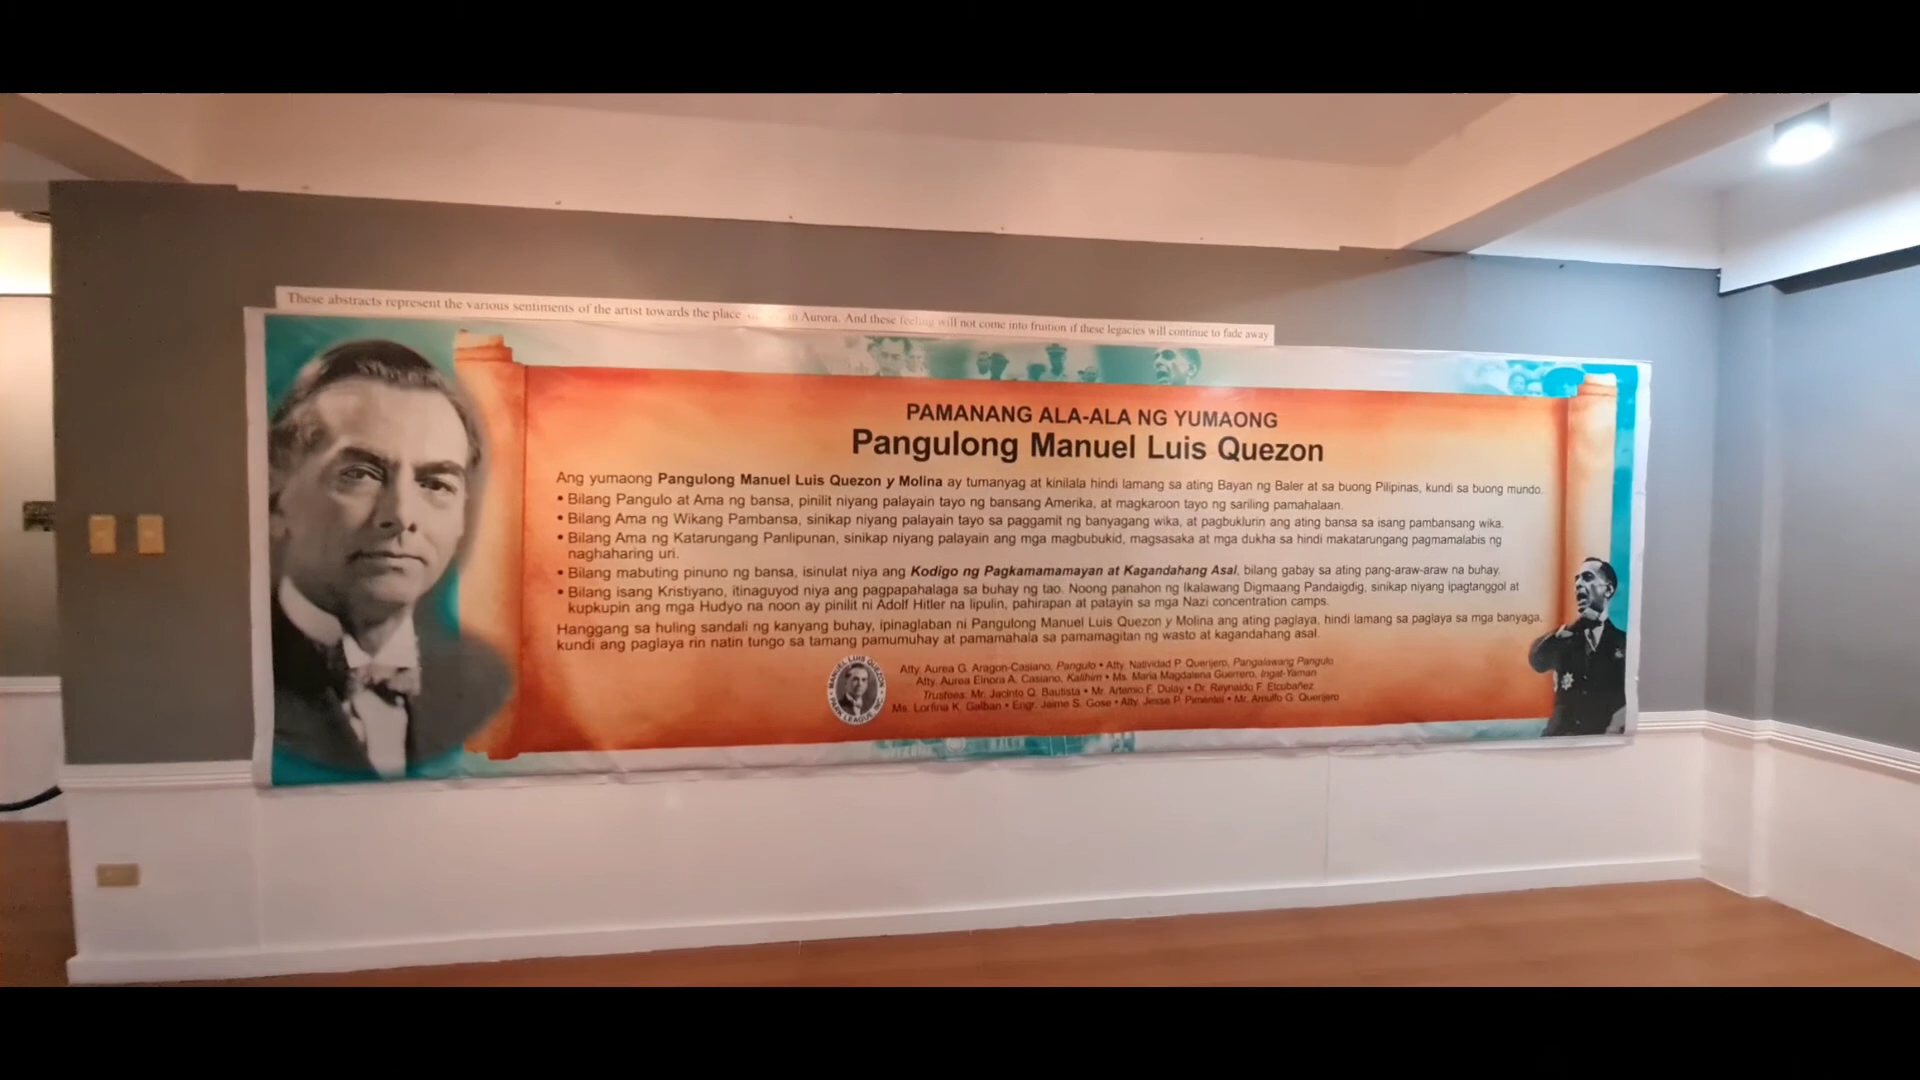 These abstracts represent the various sentiments of the artist towards the place in Aurora. And these feeling will not come into fruition if these legacies will continue to fade away
PAMANANG ALA-ALA NG YUMAONG
Pangulong Manuel Luis Quezon
Ang yumaong Pangulong Manuel Luis Quezon y Molina ay tumanyag at kinilala hindi lamang sa ating Bayan ng Baler at sa buong Pilipinas, kundi sa buong mundo.
• Bilang Pangulo at Ama ng bansa, pinilit niyang palayain tayo ng bansang Amerika, at magkaroon tayo ng sariling pamahalaan.
• Bilang Ama ng Wikang Pambansa, sinikap niyang palayain tayo sa paggamit ng banyagang wika, at pagbuklurin ang ating bansa sa isang pambansang wika.
• Bilang Ama ng Katarungang Panlipunan, sinikap niyang palayain ang mga magbubukid, magsasaka at mga dukha sa hindi makatarungang pagmamalabis ng
naghaharing uri.
• Bilang mabuting pinuno ng bansa, isinulat niya ang Kodigo ng Pagkamamamayan at Kagandahang Asal, bilang gabay sa ating pang-araw-araw na buhay.
• Bilang isang Kristiyano, itinaguyod niya ang pagpapahalaga sa buhay ng tao. Noong panahon ng Ikalawang Digmaang Pandaigdig, sinikap niyang ipagtanggol at
kupkupin ang mga Hudyo na noon ay pinilit ni Adolf Hitler na lipulin, pahirapan at patayin sa mga Nazi concentration camps.
Hanggang sa huling sandali ng kanyang buhay, ipinaglaban ni Pangulong Manuel Luis Quezon y Molina ang ating paglaya, hindi lamang sa paglaya sa mga banyaga,
kundi ang paglaya rin natin tungo sa tamang pamumuhay at pamamahala sa pamamagitan ng wasto at kagandahang asal.
MANUEL LUIS QUEZON
PARK LEAGUE, INC.
Atty. Aurea G. Aragon-Casiano, Pangulo • Atty. Natividad P. Querijero, Pangalawang Pangulo
Atty. Aurea Elnora A. Casiano, Kalihim • Ms. Maria Magdalena Guerrero, Ingat-Yaman
Trustees: Mr. Jacinto Q. Bautista • Mr. Artemio F. Dulay • Dr. Reynaldo F. Elcubañez
Ms. Lorfina K. Galban • Engr. Jaime S. Gose • Atty. Jesse P. Pimentel • Mr. Arnulfo G. Querijero